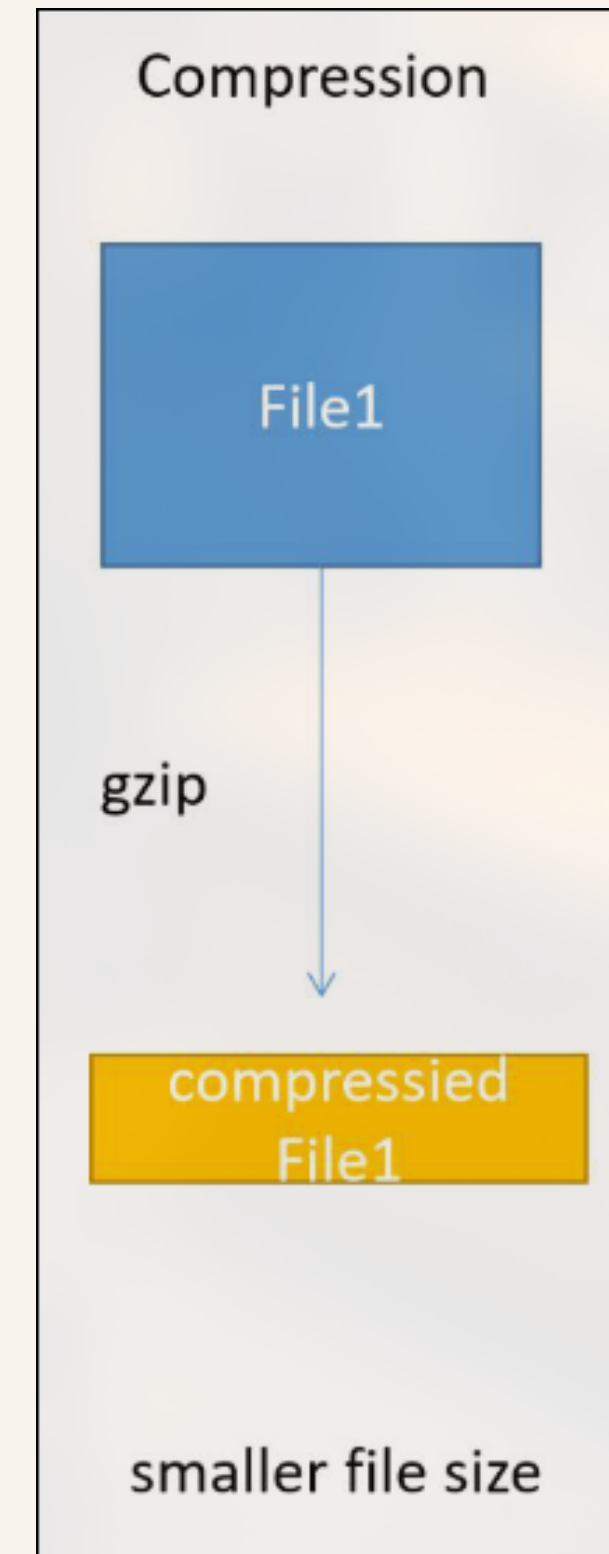 Compression
File1
gzip
compressied
File1
smaller file size